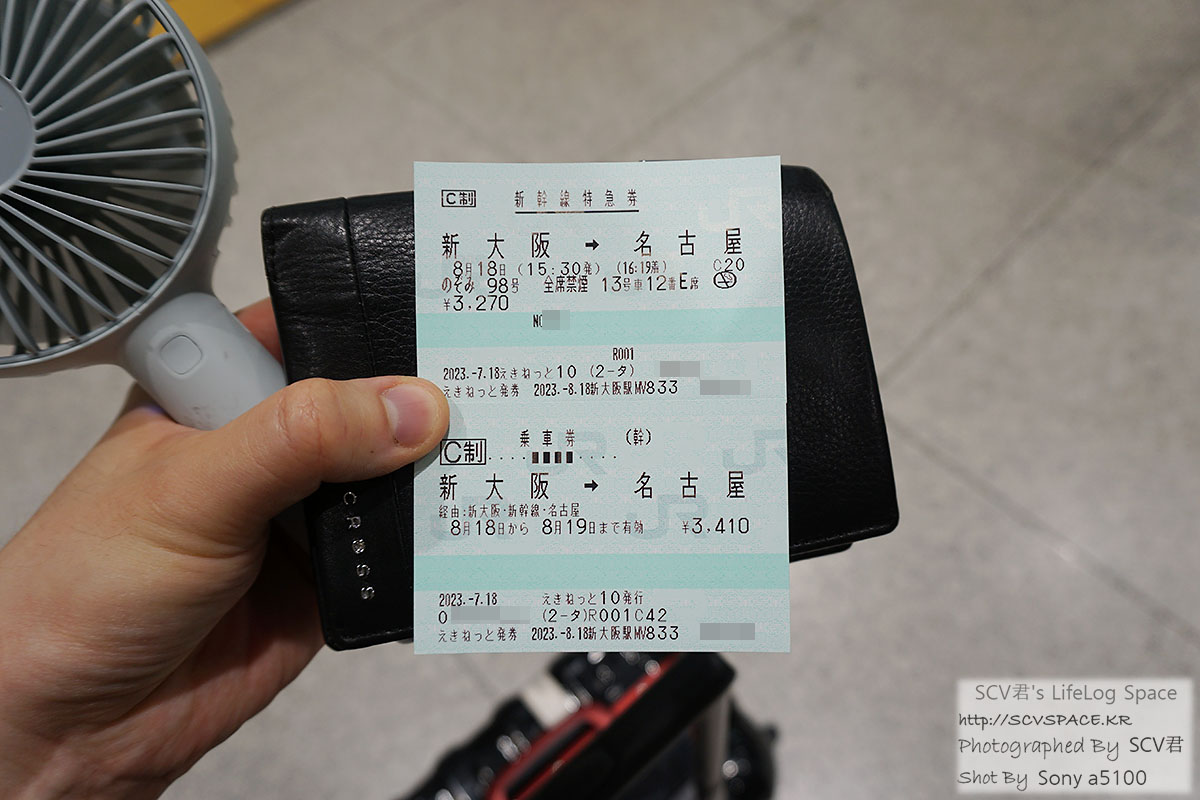 C制 新幹線特急券
新大阪 → 名古屋
8月18日 (15:30発) (16:19着) C20
のぞみ 98号 全席禁煙 13号車12番E席
¥3,270
R001
2023.-7.18えきねっと10 (2-タ)
えきねっと発券 2023.-8.18新大阪駅MV833
C制 乗車券 (幹)
新大阪 → 名古屋
経由:新大阪・新幹線・名古屋
8月18日から 8月19日まで有効 ¥3,410
2023.-7.18 えきねっと10発行
(2-タ)R001C42
えきねっと発券 2023.-8.18新大阪駅MV833
CROSS
SCV君's LifeLog Space
http://SCVSPACE.KR
Photographed By SCV君
Shot By Sony a5100